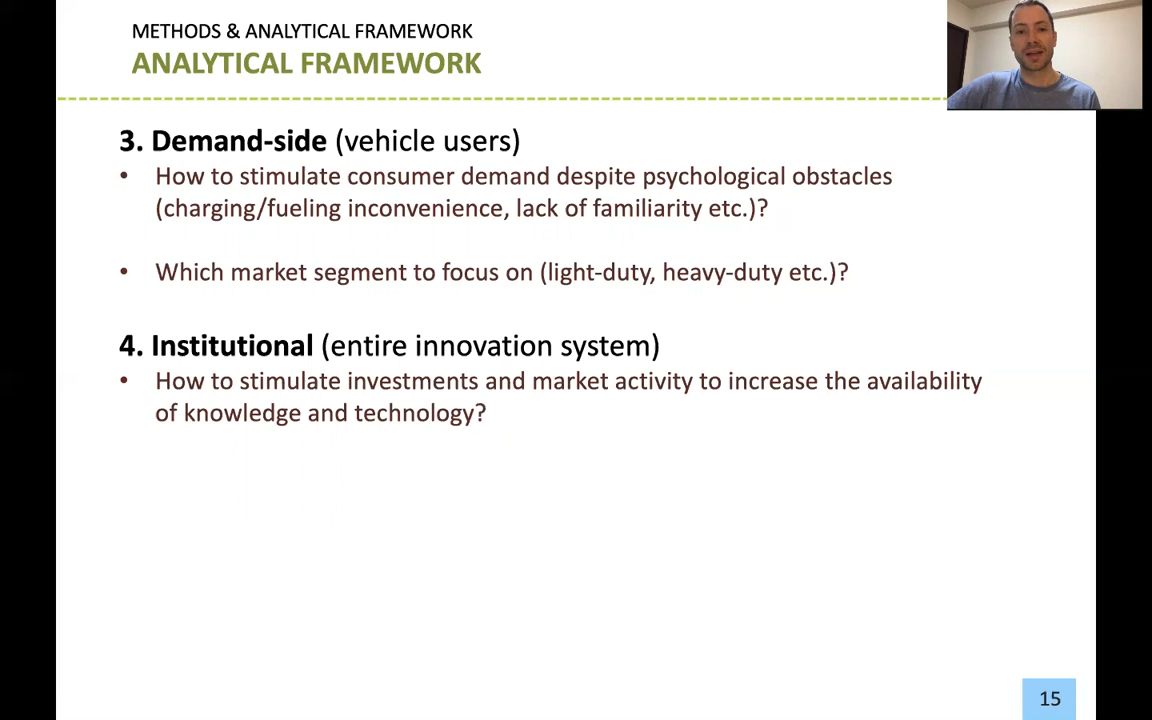 METHODS & ANALYTICAL FRAMEWORK
ANALYTICAL FRAMEWORK
3. Demand-side (vehicle users)
• How to stimulate consumer demand despite psychological obstacles
(charging/fueling inconvenience, lack of familiarity etc.)?
• Which market segment to focus on (light-duty, heavy-duty etc.)?
4. Institutional (entire innovation system)
• How to stimulate investments and market activity to increase the availability
of knowledge and technology?
15